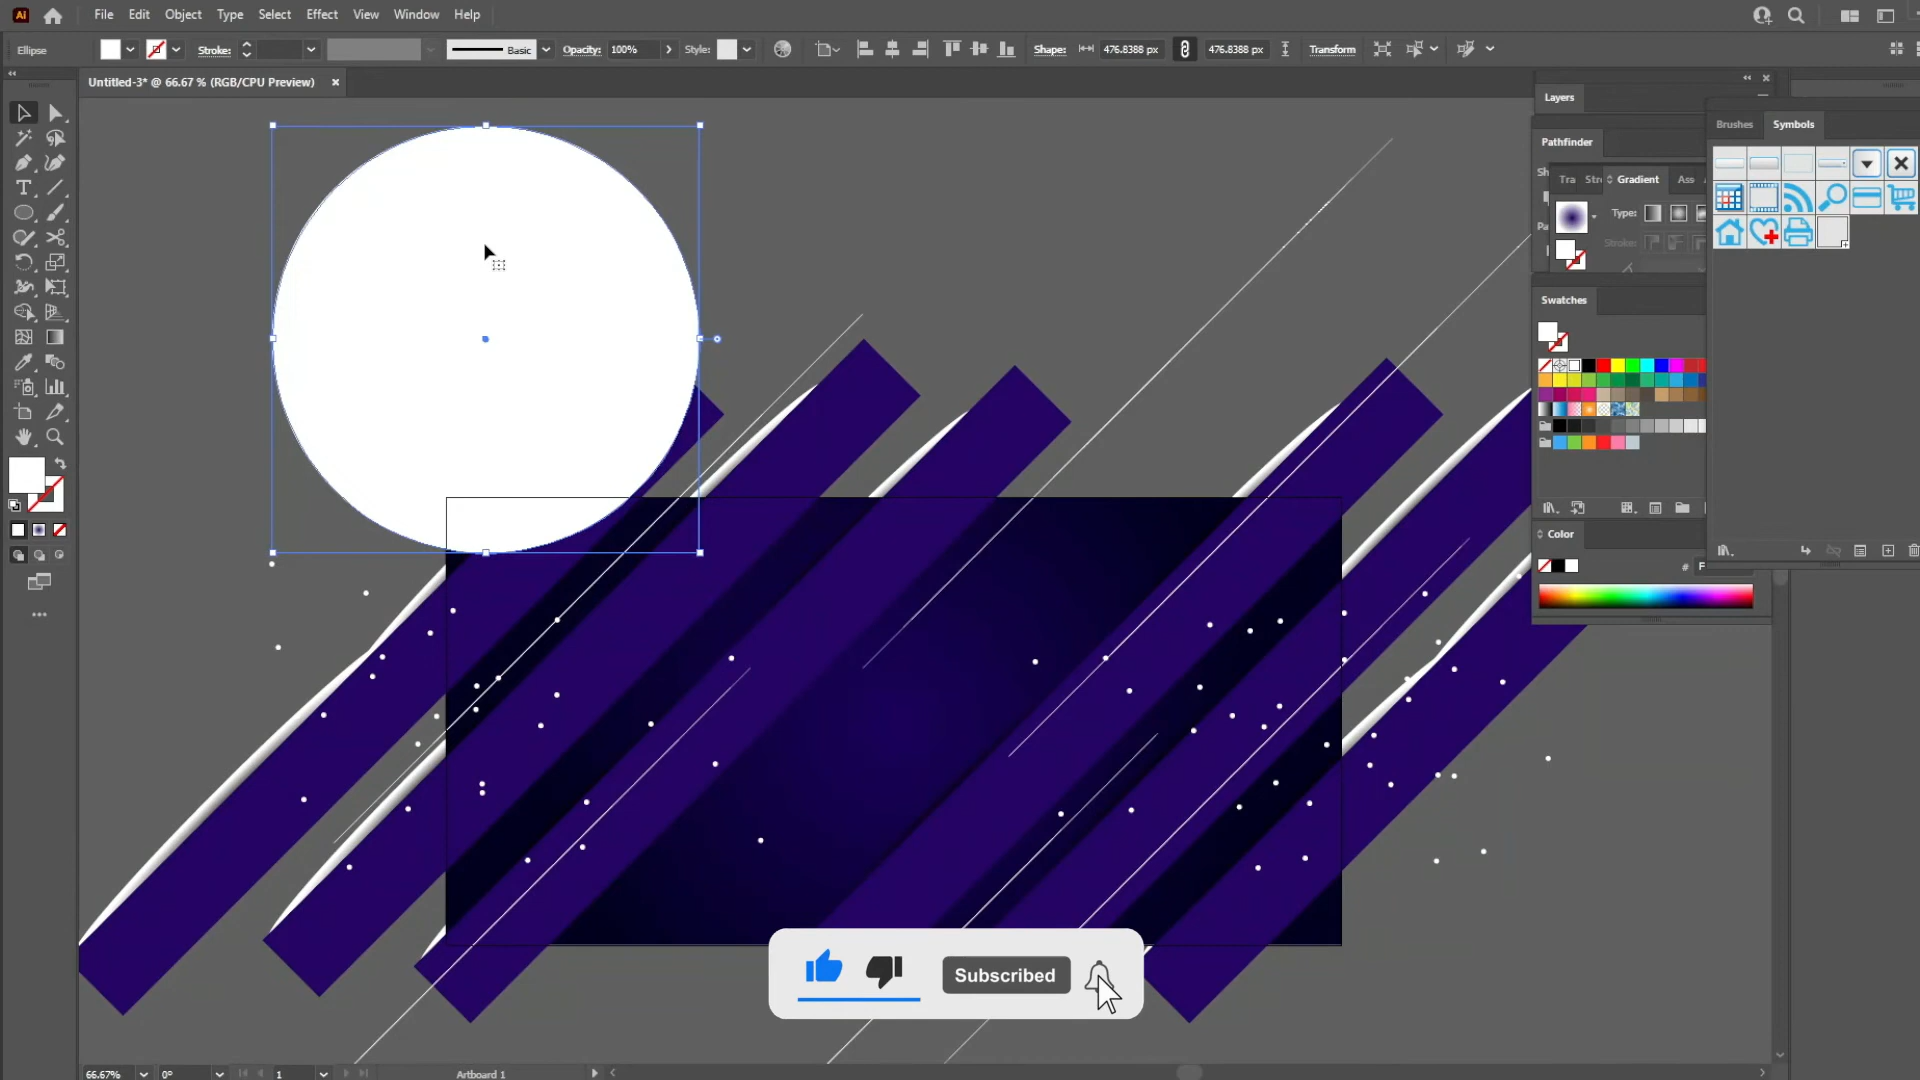 Ai File Edit Object Select Type Select Effect View Window Help
Ellipse Stroke: Basic Opacity: 100% Style: Shape: 476.8388 px 476.8388 px Transform
Untitled-3* @ 66.67 % (RGB/CPU Preview)
Layers
Brushes Symbols
Pathfinder
Tra Str Gradient Ass
Type:
Stroke:
Swatches
Color
# F
Subscribed
66.67% 0° 1 Artboard 1